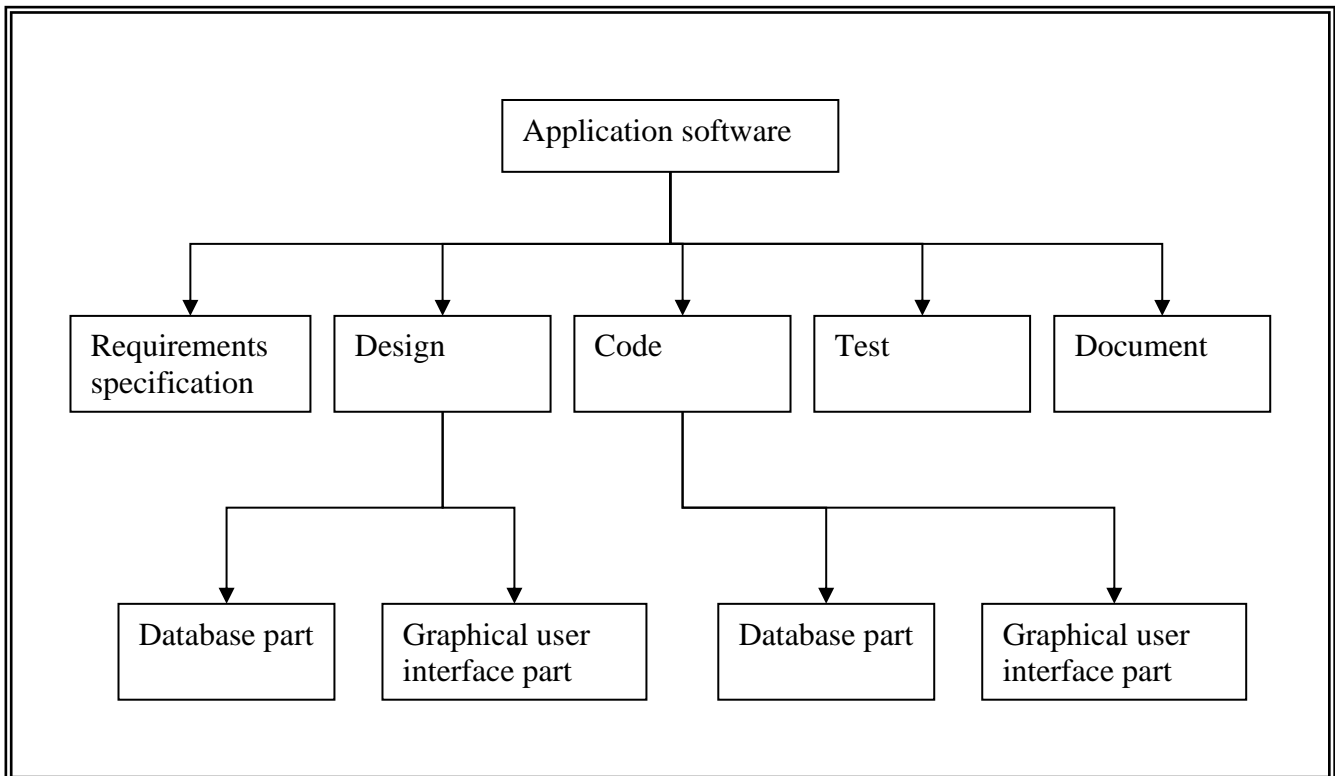 Application software
Requirements
specification
Design
Code
Test
Document
Database part
Graphical user
interface part
Database part
Graphical user
interface part